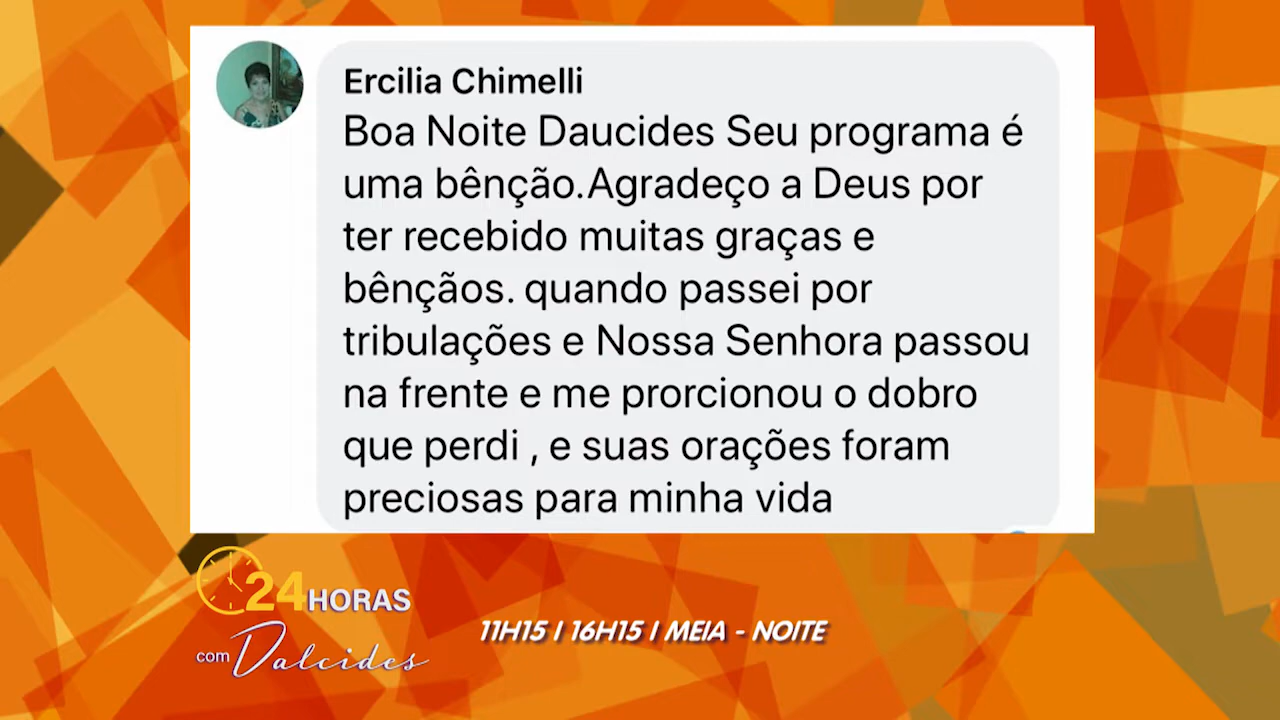 Ercilia Chimelli
Boa Noite Daucides Seu programa é
uma bênção.Agradeço a Deus por
ter recebido muitas graças e
bênçãos. quando passei por
tribulações e Nossa Senhora passou
na frente e me prorcionou o dobro
que perdi , e suas orações foram
preciosas para minha vida
24 HORAS
com Dalcides
11H15 I 16H15 I MEIA - NOITE